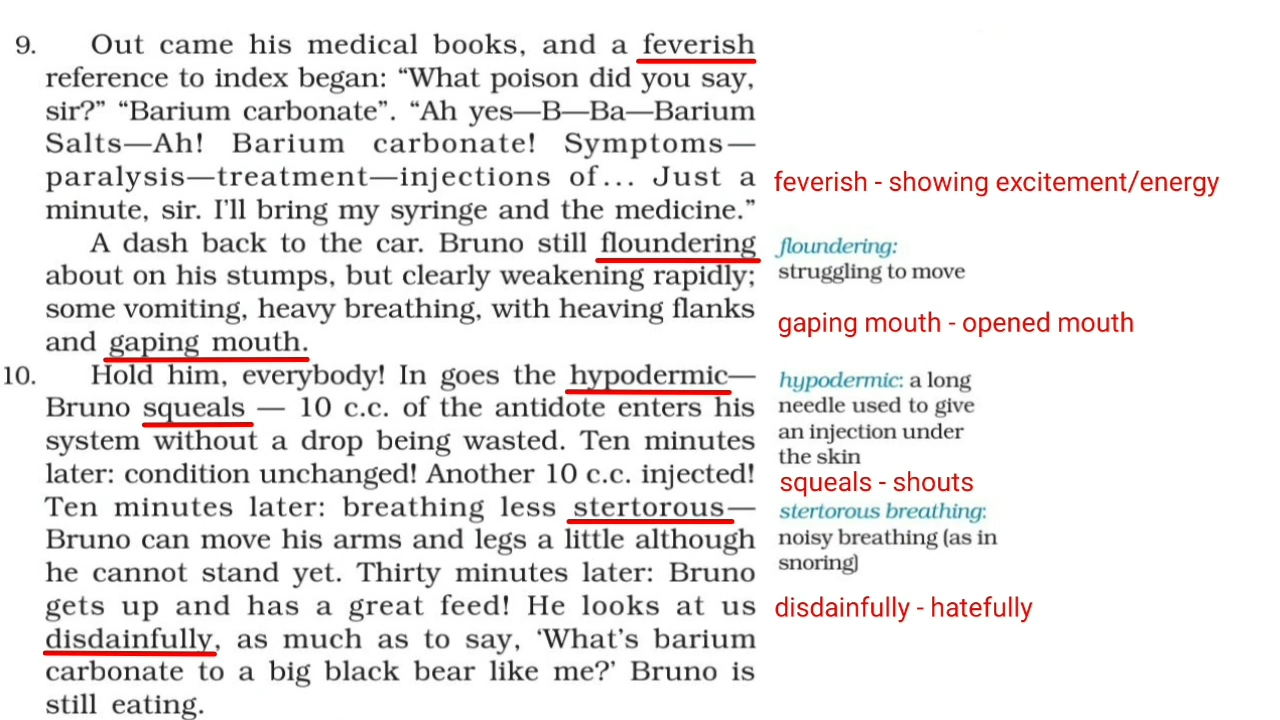 9. Out came his medical books, and a feverish
reference to index began: “What poison did you say,
sir?” “Barium carbonate”. “Ah yes—B—Ba—Barium
Salts—Ah! Barium carbonate! Symptoms—
paralysis—treatment—injections of... Just a
minute, sir. I'll bring my syringe and the medicine.”
feverish - showing excitement/energy
A dash back to the car. Bruno still floundering
about on his stumps, but clearly weakening rapidly;
some vomiting, heavy breathing, with heaving flanks
and gaping mouth.
floundering:
struggling to move
gaping mouth - opened mouth
10. Hold him, everybody! In goes the hypodermic—
Bruno squeals — 10 c.c. of the antidote enters his
system without a drop being wasted. Ten minutes
later: condition unchanged! Another 10 c.c. injected!
Ten minutes later: breathing less stertorous—
Bruno can move his arms and legs a little although
he cannot stand yet. Thirty minutes later: Bruno
gets up and has a great feed! He looks at us
disdainfully, as much as to say, ‘What's barium
carbonate to a big black bear like me?’ Bruno is
still eating.
hypodermic: a long
needle used to give
an injection under
the skin
squeals - shouts
stertorous breathing:
noisy breathing (as in
snoring)
disdainfully - hatefully